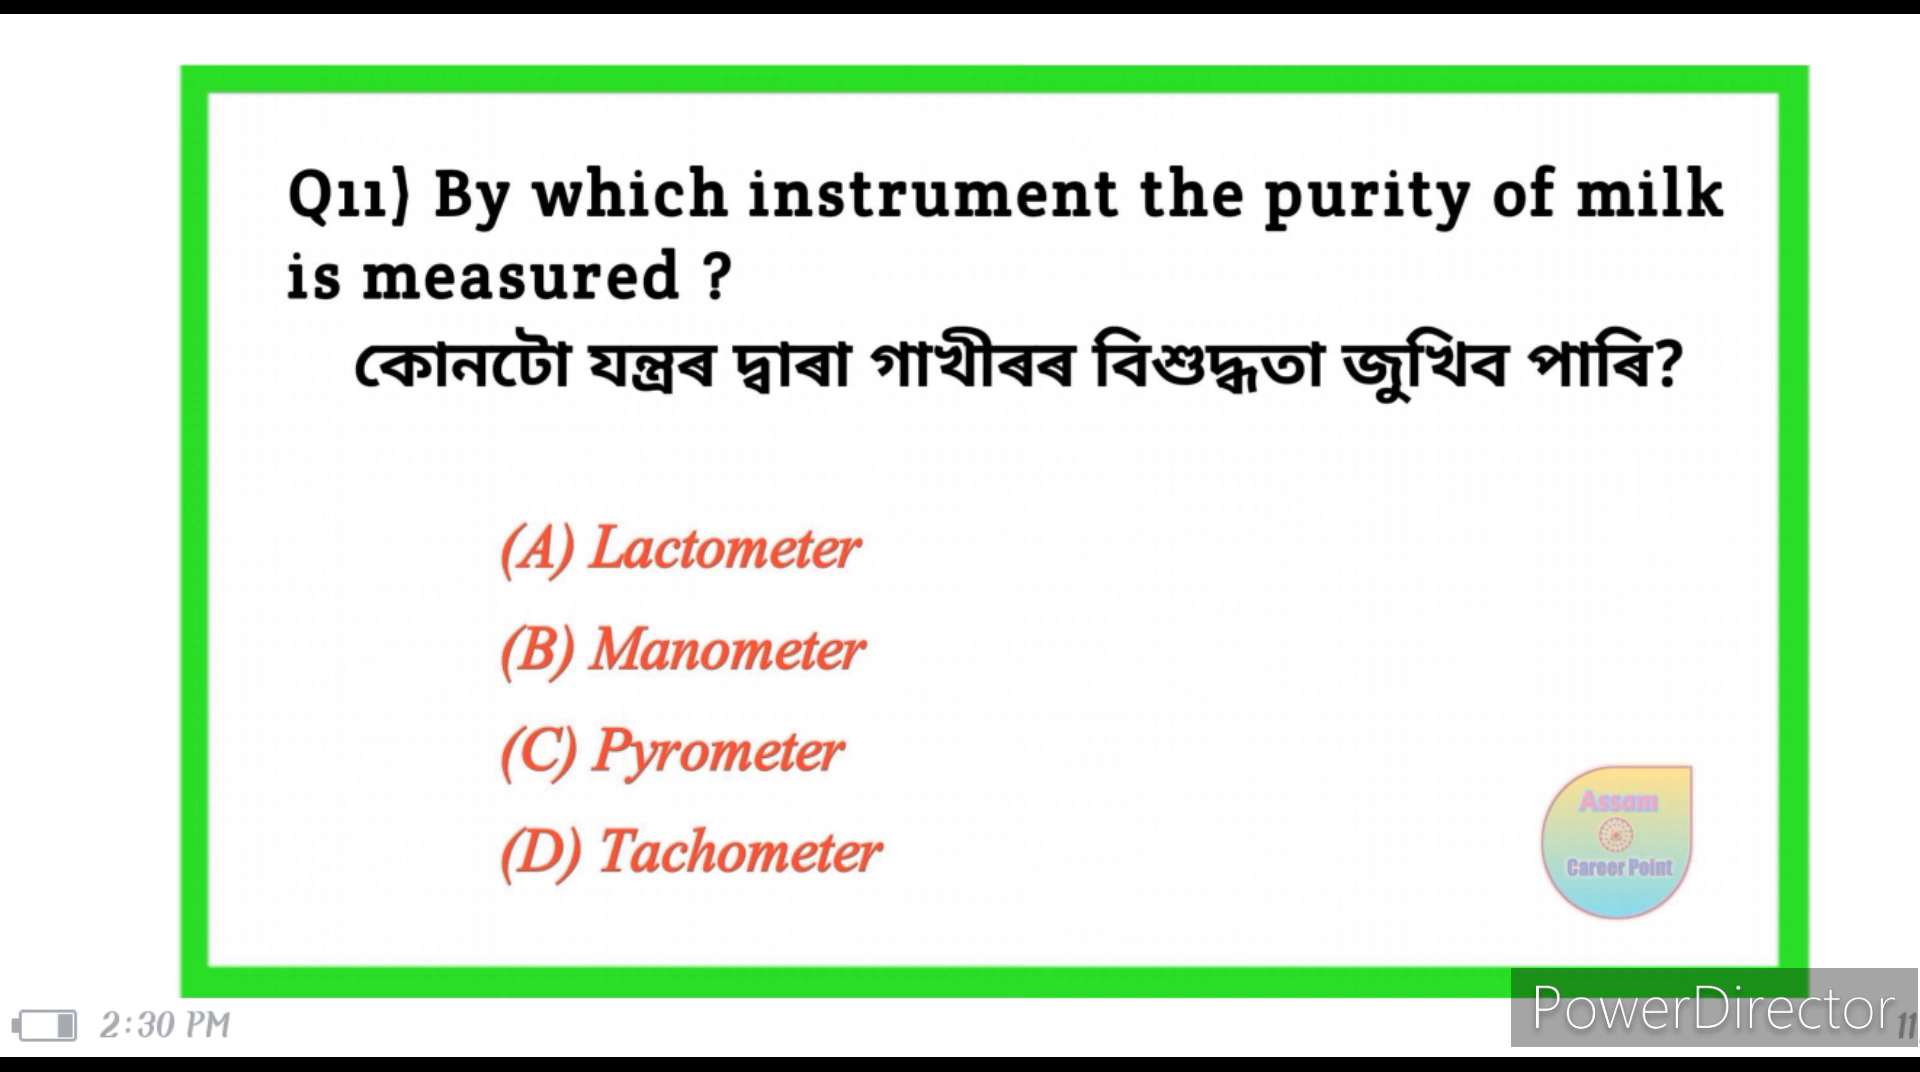 Q11) By which instrument the purity of milk
is measured ?
কোনটো যন্ত্ৰৰ দ্বাৰা গাখীৰৰ বিশুদ্ধতা জুখিব পাৰি?
(A) Lactometer
(B) Manometer
(C) Pyrometer
(D) Tachometer
Assam
Career Point
2:30 PM
PowerDirector
11